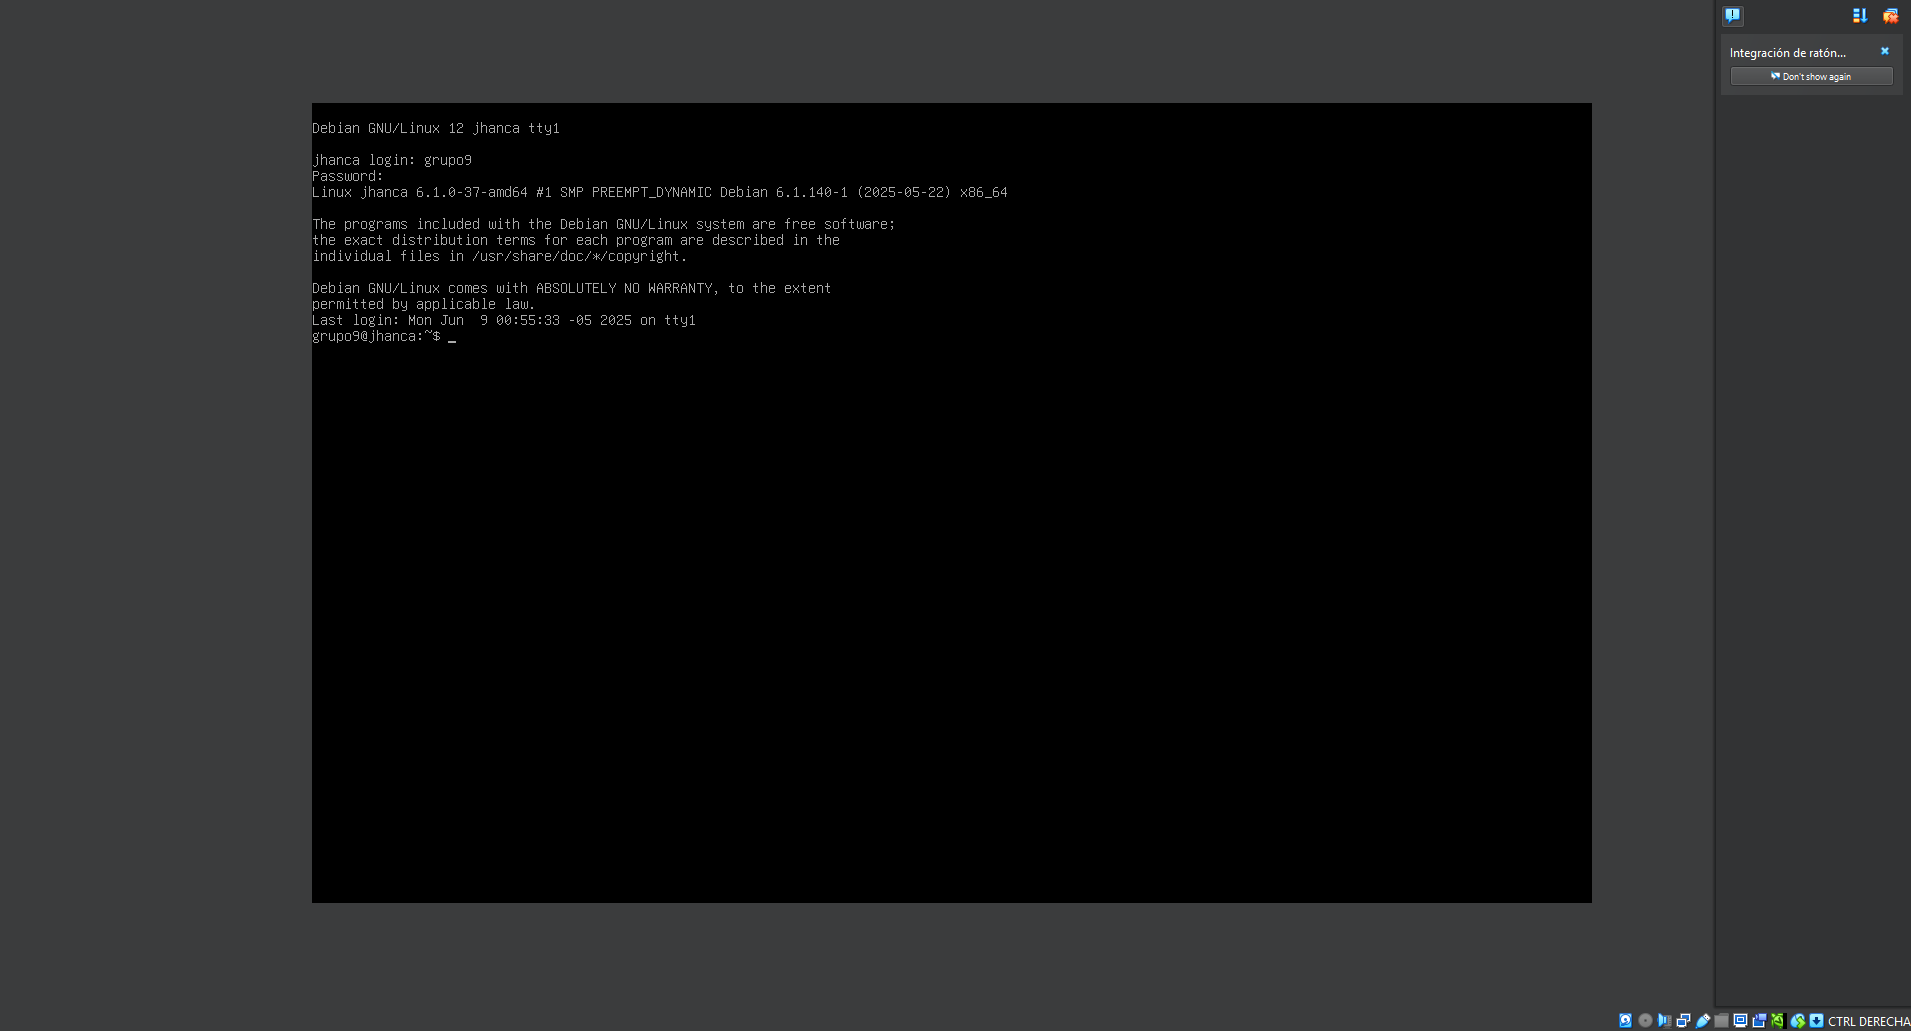 Integración de ratón...
Don't show again
Debian GNU/Linux 12 jhanca tty1
jhanca login: grupo9
Password:
Linux jhanca 6.1.0-37-amd64 #1 SMP PREEMPT_DYNAMIC Debian 6.1.140-1 (2025-05-22) x86_64
The programs included with the Debian GNU/Linux system are free software;
the exact distribution terms for each program are described in the
individual files in /usr/share/doc/*/copyright.
Debian GNU/Linux comes with ABSOLUTELY NO WARRANTY, to the extent
permitted by applicable law.
Last login: Mon Jun  9 00:55:33 -05 2025 on tty1
grupo9@jhanca:~$ _
CTRL DERECHA